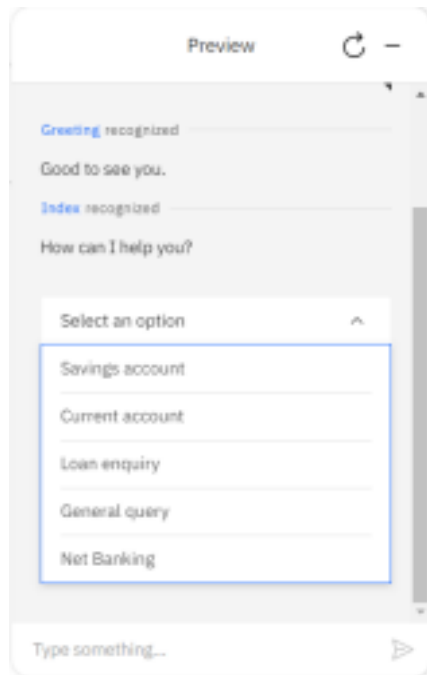 Preview
Greeting recognized
Good to see you.
Index recognized
How can I help you?
Select an option
Savings account
Current account
Loan enquiry
General query
Net Banking
Type something...